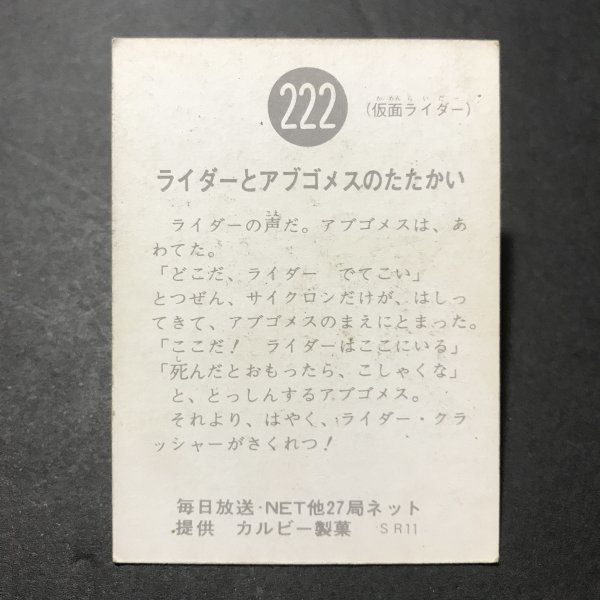 222
(仮面ライダー)
ライダーとアブゴメスのたたかい
ライダーの声だ。アブゴメスは、あ
わてた。
「どこだ、ライダー　でてこい」
とつぜん、サイクロンだけが、はしっ
てきて、アブゴメスのまえにとまった。
「ここだ！　ライダーはここにいる」
「死んだとおもったら、こしゃくな」
と、とっしんするアブゴメス。
それより、はやく、ライダー・クラ
ッシャーがさくれつ！
毎日放送・NET他27局ネット
提供　カルビー製菓　SR11